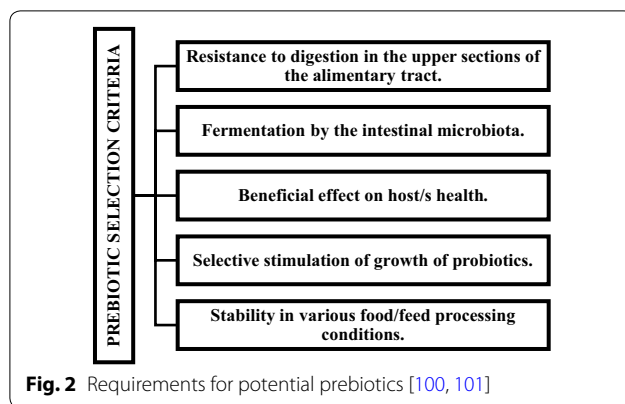 PREBIOTIC SELECTION CRITERIA
Resistance to digestion in the upper sections of
the alimentary tract.
Fermentation by the intestinal microbiota.
Beneficial effect on host/s health.
Selective stimulation of growth of probiotics.
Stability in various food/feed processing
conditions.
Fig. 2 Requirements for potential prebiotics [100, 101]